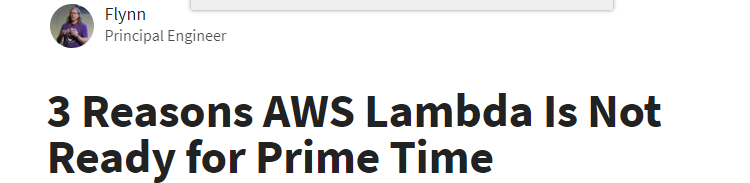 Flynn
Principal Engineer
3 Reasons AWS Lambda Is Not
Ready for Prime Time